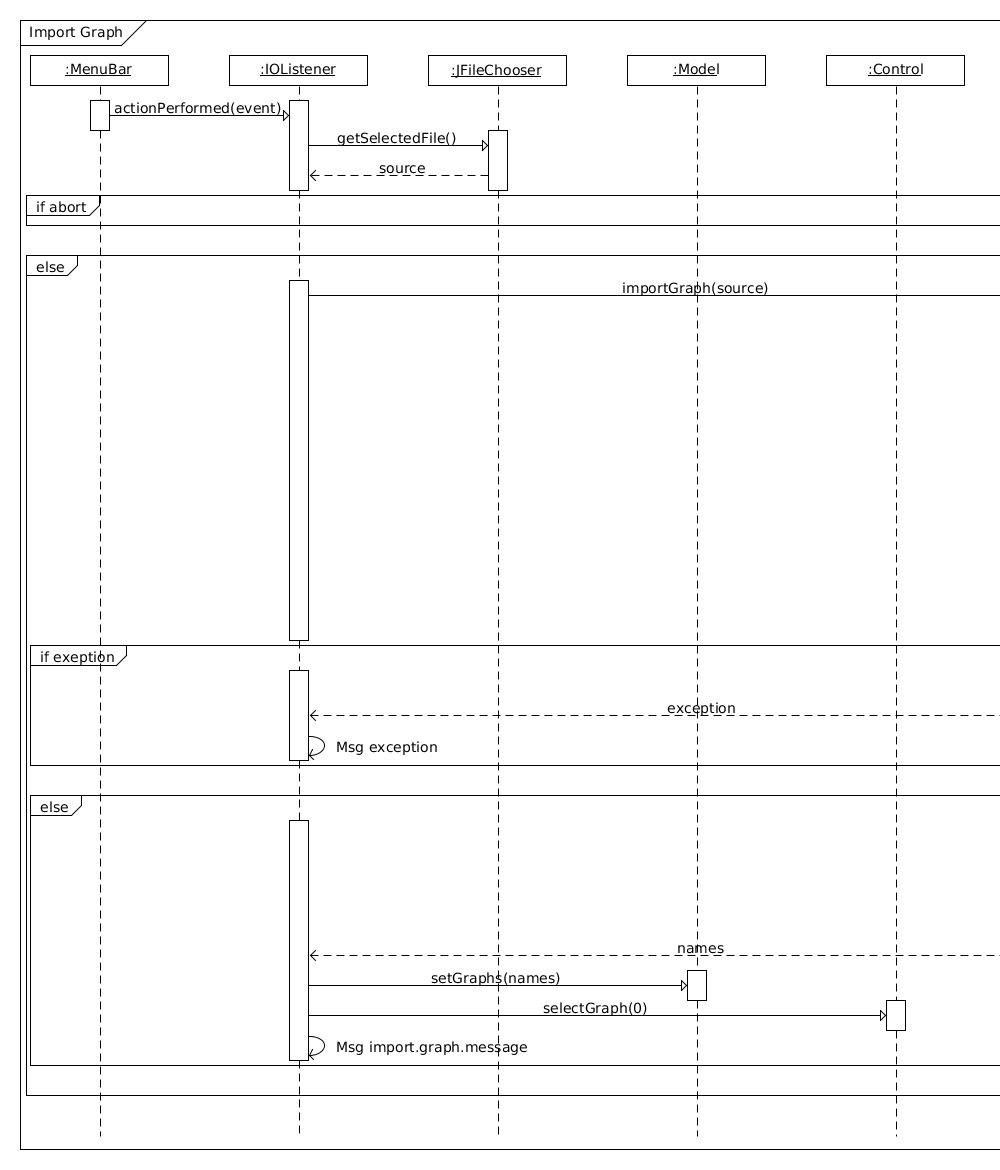 Import Graph
:MenuBar
:IOListener
:JFileChooser
:Model
:Control
actionPerformed(event)
getSelectedFile()
source
if abort
else
importGraph(source)
if exeption
exception
Msg exception
else
names
setGraphs(names)
selectGraph(0)
Msg import.graph.message